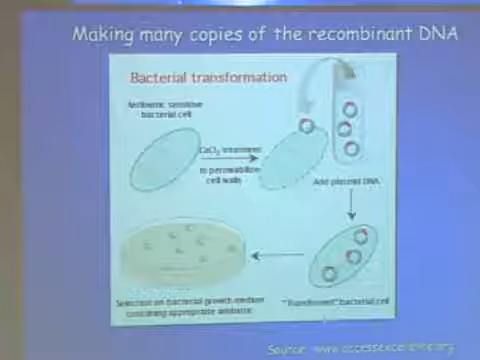 Making many copies of the recombinant DNA
Bacterial transformation
Antibiotic sensitive
bacterial cell
CaCl2 treatment
to permeabilize
cell walls
Add plasmid DNA
"Transformed" bacterial cell
Selection on bacterial growth medium
containing appropriate antibiotic
Source: www.accessexcellence.org